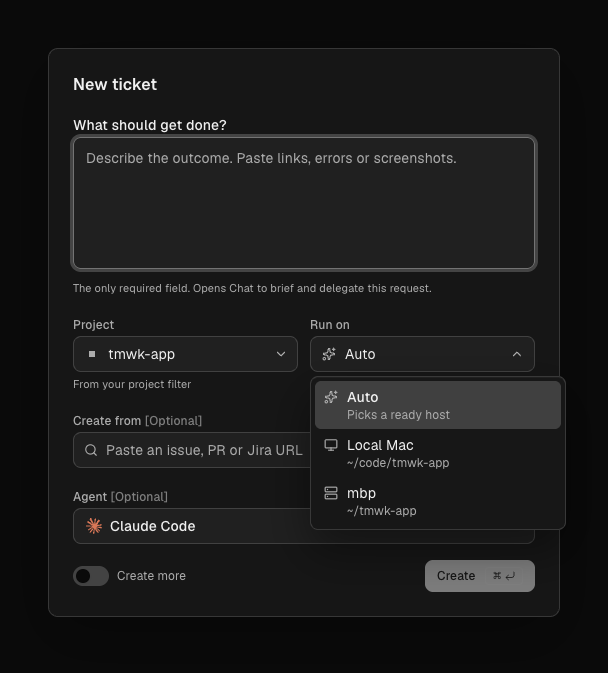 New ticket
What should get done?
Describe the outcome. Paste links, errors or screenshots.
The only required field. Opens Chat to brief and delegate this request.
Project
Run on
tmwk-app
Auto
From your project filter
Auto
Picks a ready host
Create from [Optional]
Paste an issue, PR or Jira URL
Local Mac
~/code/tmwk-app
mbp
~/tmwk-app
Agent [Optional]
Claude Code
Create more
Create ⌘ ↵